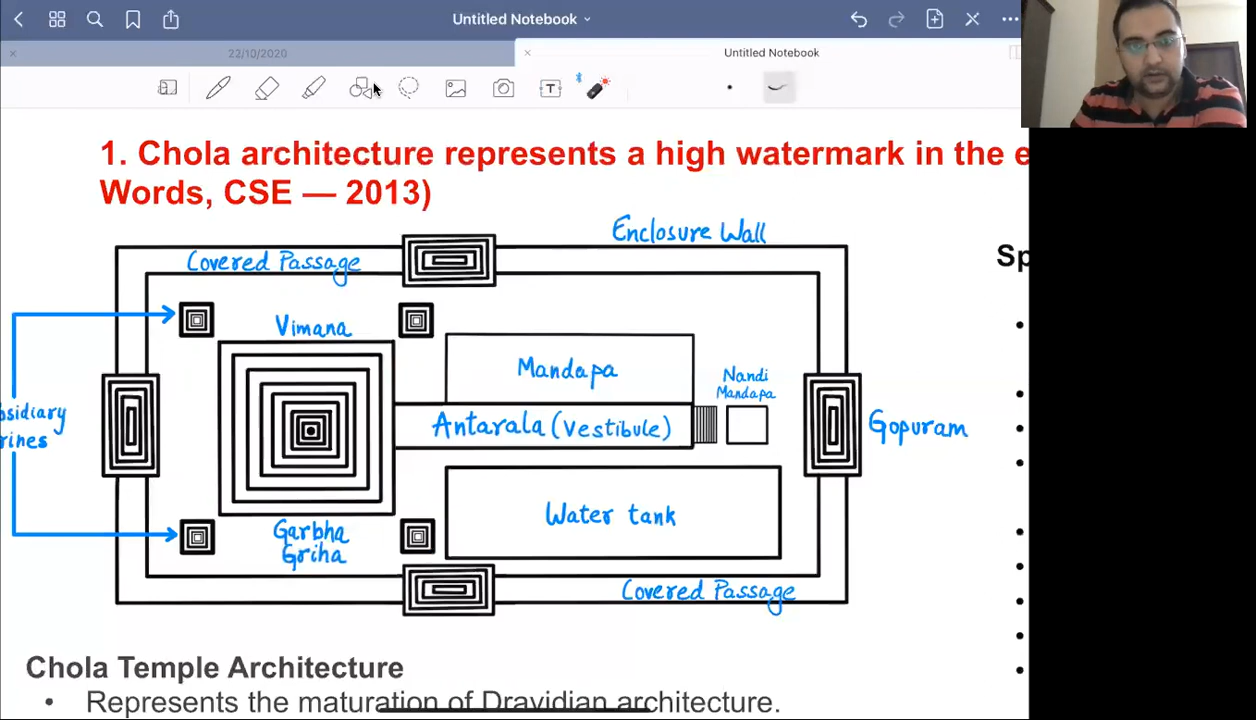 Untitled Notebook
22/10/2020
Untitled Notebook
T
1. Chola architecture represents a high watermark in the e
Words, CSE — 2013)
Enclosure Wall
Covered Passage
Sp
Vimana
Mandapa
Nandi
Mandapa
bsidiary
rines
Antarala (Vestibule)
Gopuram
Water tank
Garbha
Griha
Covered Passage
Chola Temple Architecture
• Represents the maturation of Dravidian architecture.